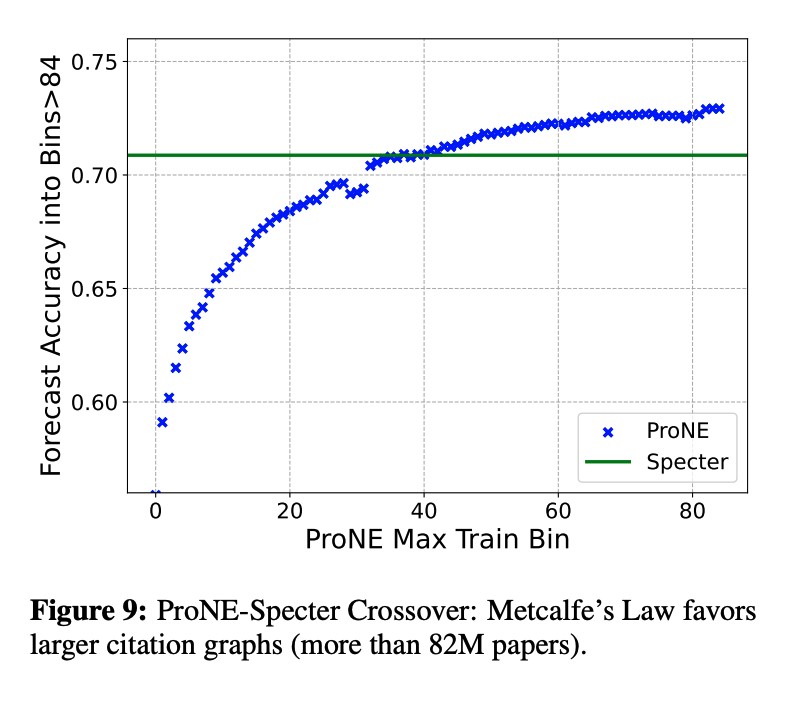 0.75
0.70
0.65
0.60
Forecast Accuracy into Bins>84
ProNE
Specter
0 20 40 60 80
ProNE Max Train Bin
Figure 9: ProNE-Specter Crossover: Metcalfe’s Law favors
larger citation graphs (more than 82M papers).